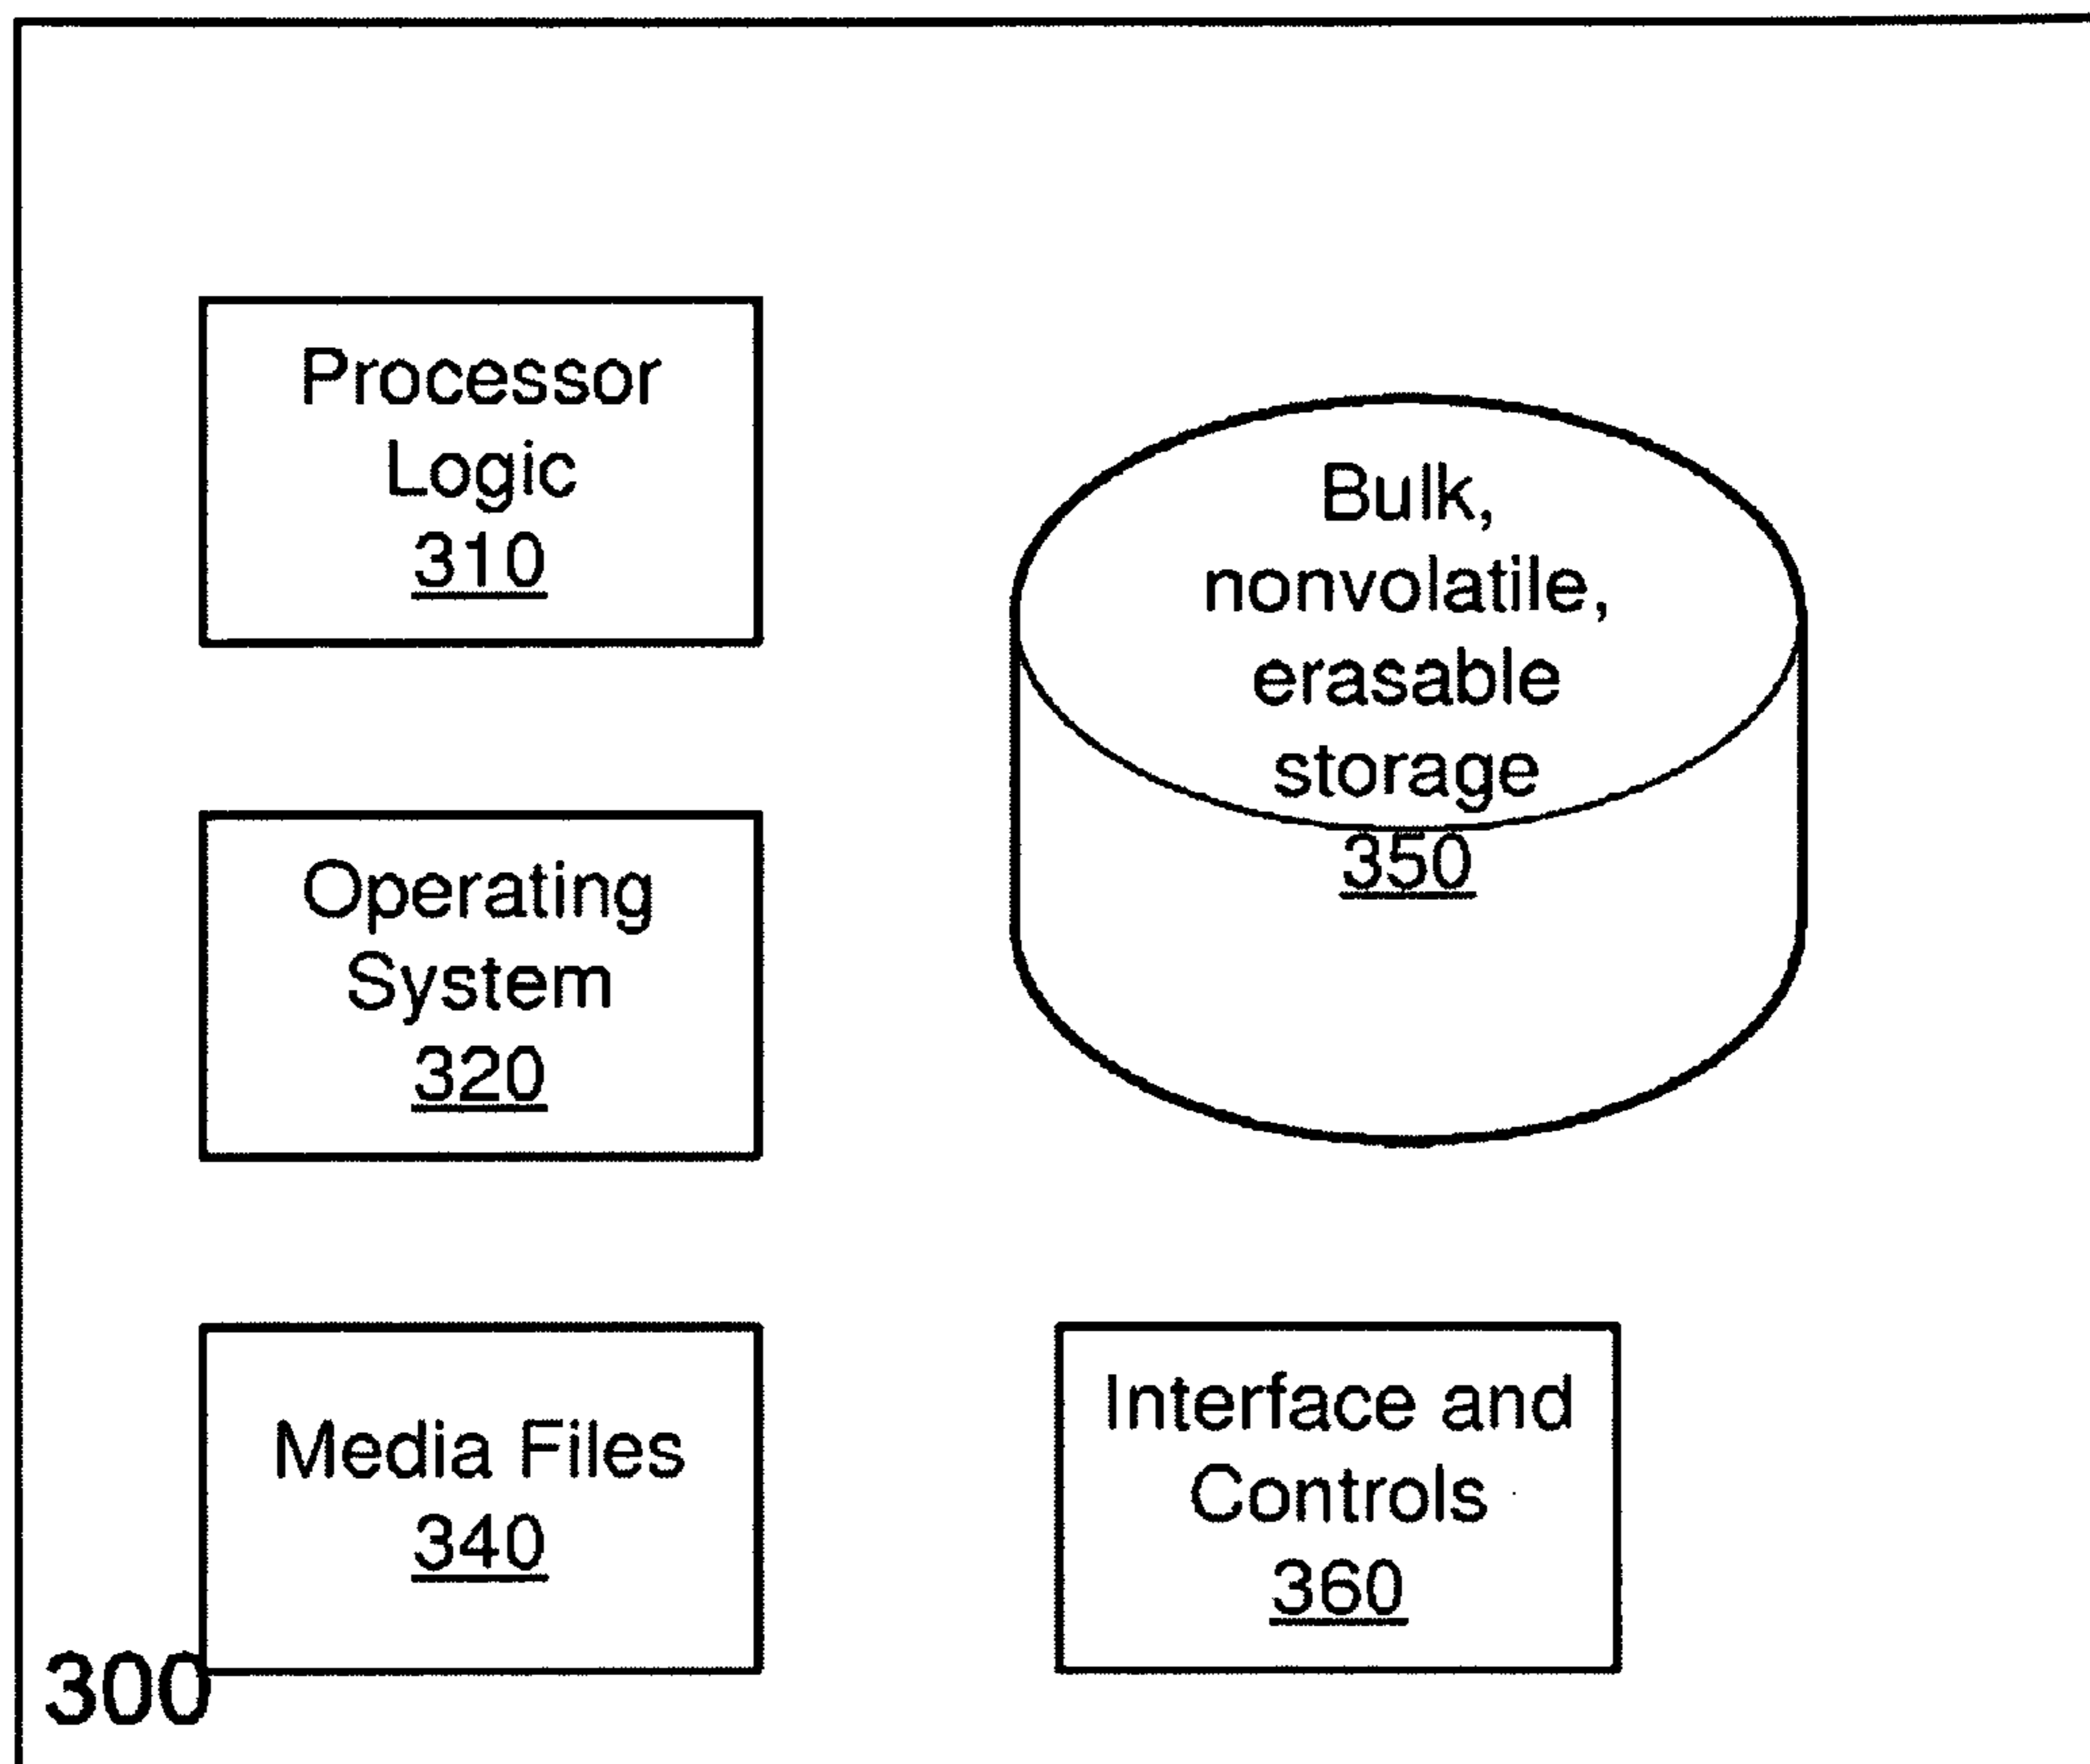 Processor
Logic
310
Bulk,
nonvolatile,
erasable
storage
350
Operating
System
320
Media Files
340
Interface and
Controls
360
300